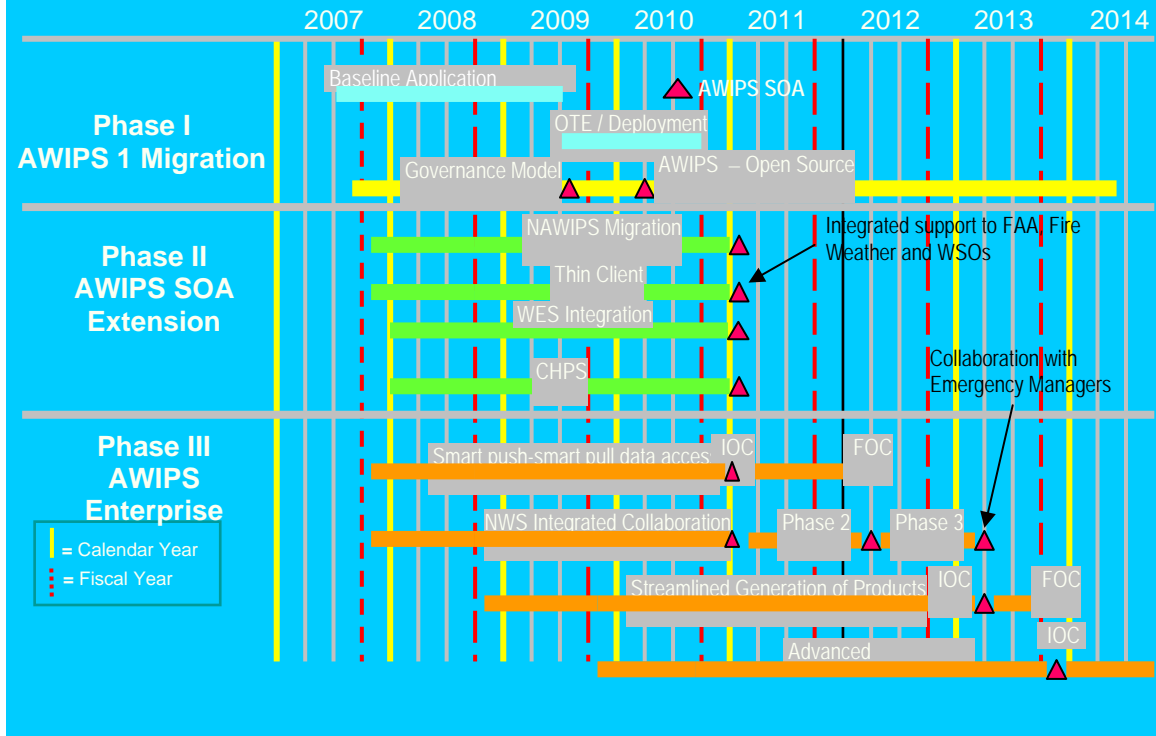 2007 2008 2009 2010 2011 2012 2013 2014
Phase I
AWIPS 1 Migration
Baseline Application
AWIPS SOA
OTE / Deployment
Governance Model
AWIPS – Open Source
Phase II
AWIPS SOA
Extension
NAWIPS Migration
Thin Client
WES Integration
CHPS
Integrated support to FAA, Fire
Weather and WSOs
Collaboration with
Emergency Managers
Phase III
AWIPS
Enterprise
Smart push-smart pull data acces
IOC
FOC
NWS Integrated Collaboration
Phase 2
Phase 3
Streamlined Generation of Products
IOC
FOC
Advanced
IOC
= Calendar Year
= Fiscal Year